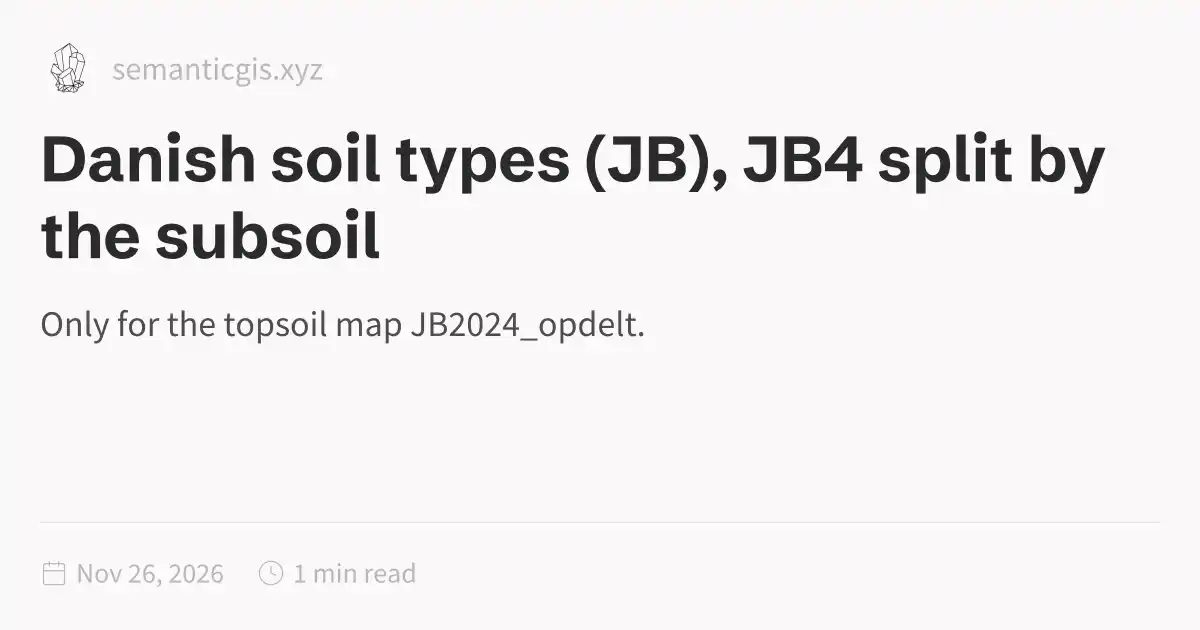 semanticgis.xyz
Danish soil types (JB), JB4 split by
the subsoil
Only for the topsoil map JB2024_opdelt.
Nov 26, 2026
1 min read